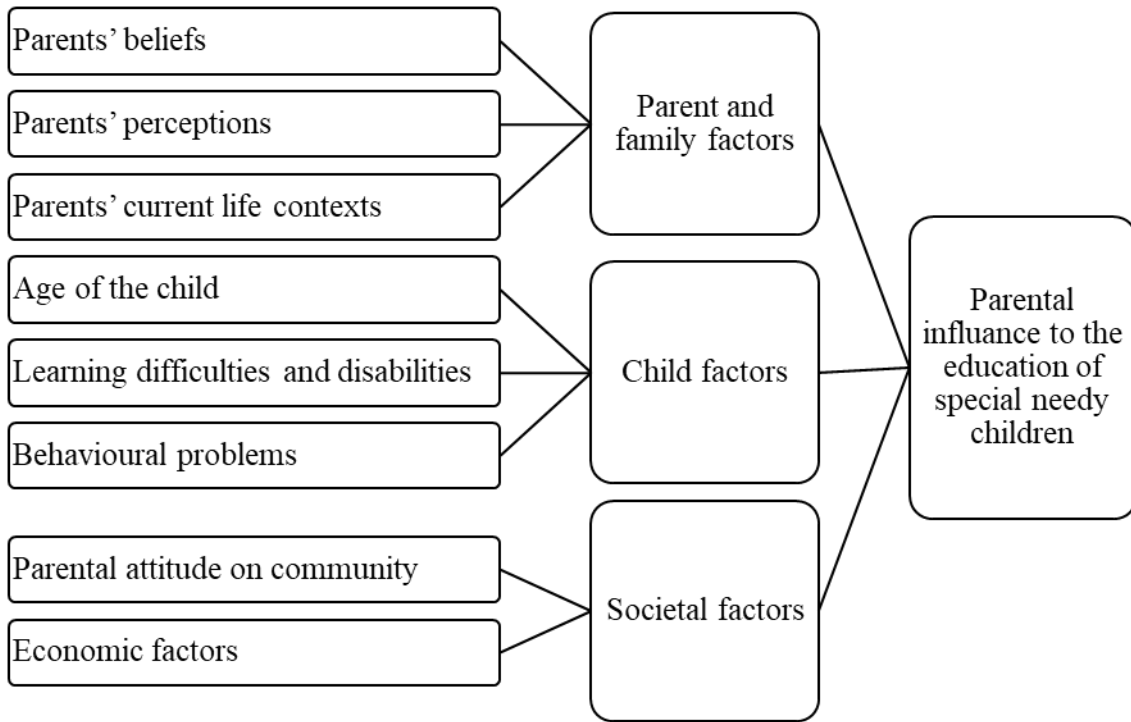 Parents’ beliefs
Parents’ perceptions
Parents’ current life contexts
Age of the child
Learning difficulties and disabilities
Behavioural problems
Parental attitude on community
Economic factors
Parent and
family factors
Child factors
Societal factors
Parental
influance to the
education of
special needy
children